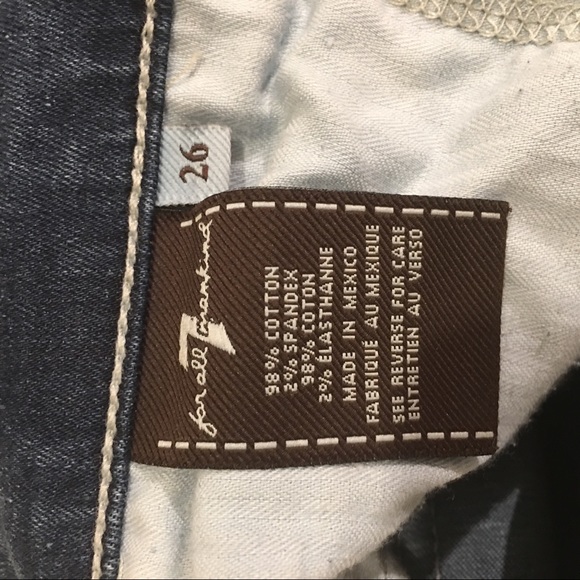 26
7 for all mankind
98% COTTON
2% SPANDEX
98% COTON
2% ÉLASTHANNE
MADE IN MEXICO
FABRIQUÉ AU MEXIQUE
SEE REVERSE FOR CARE
ENTRETIEN AU VERSO